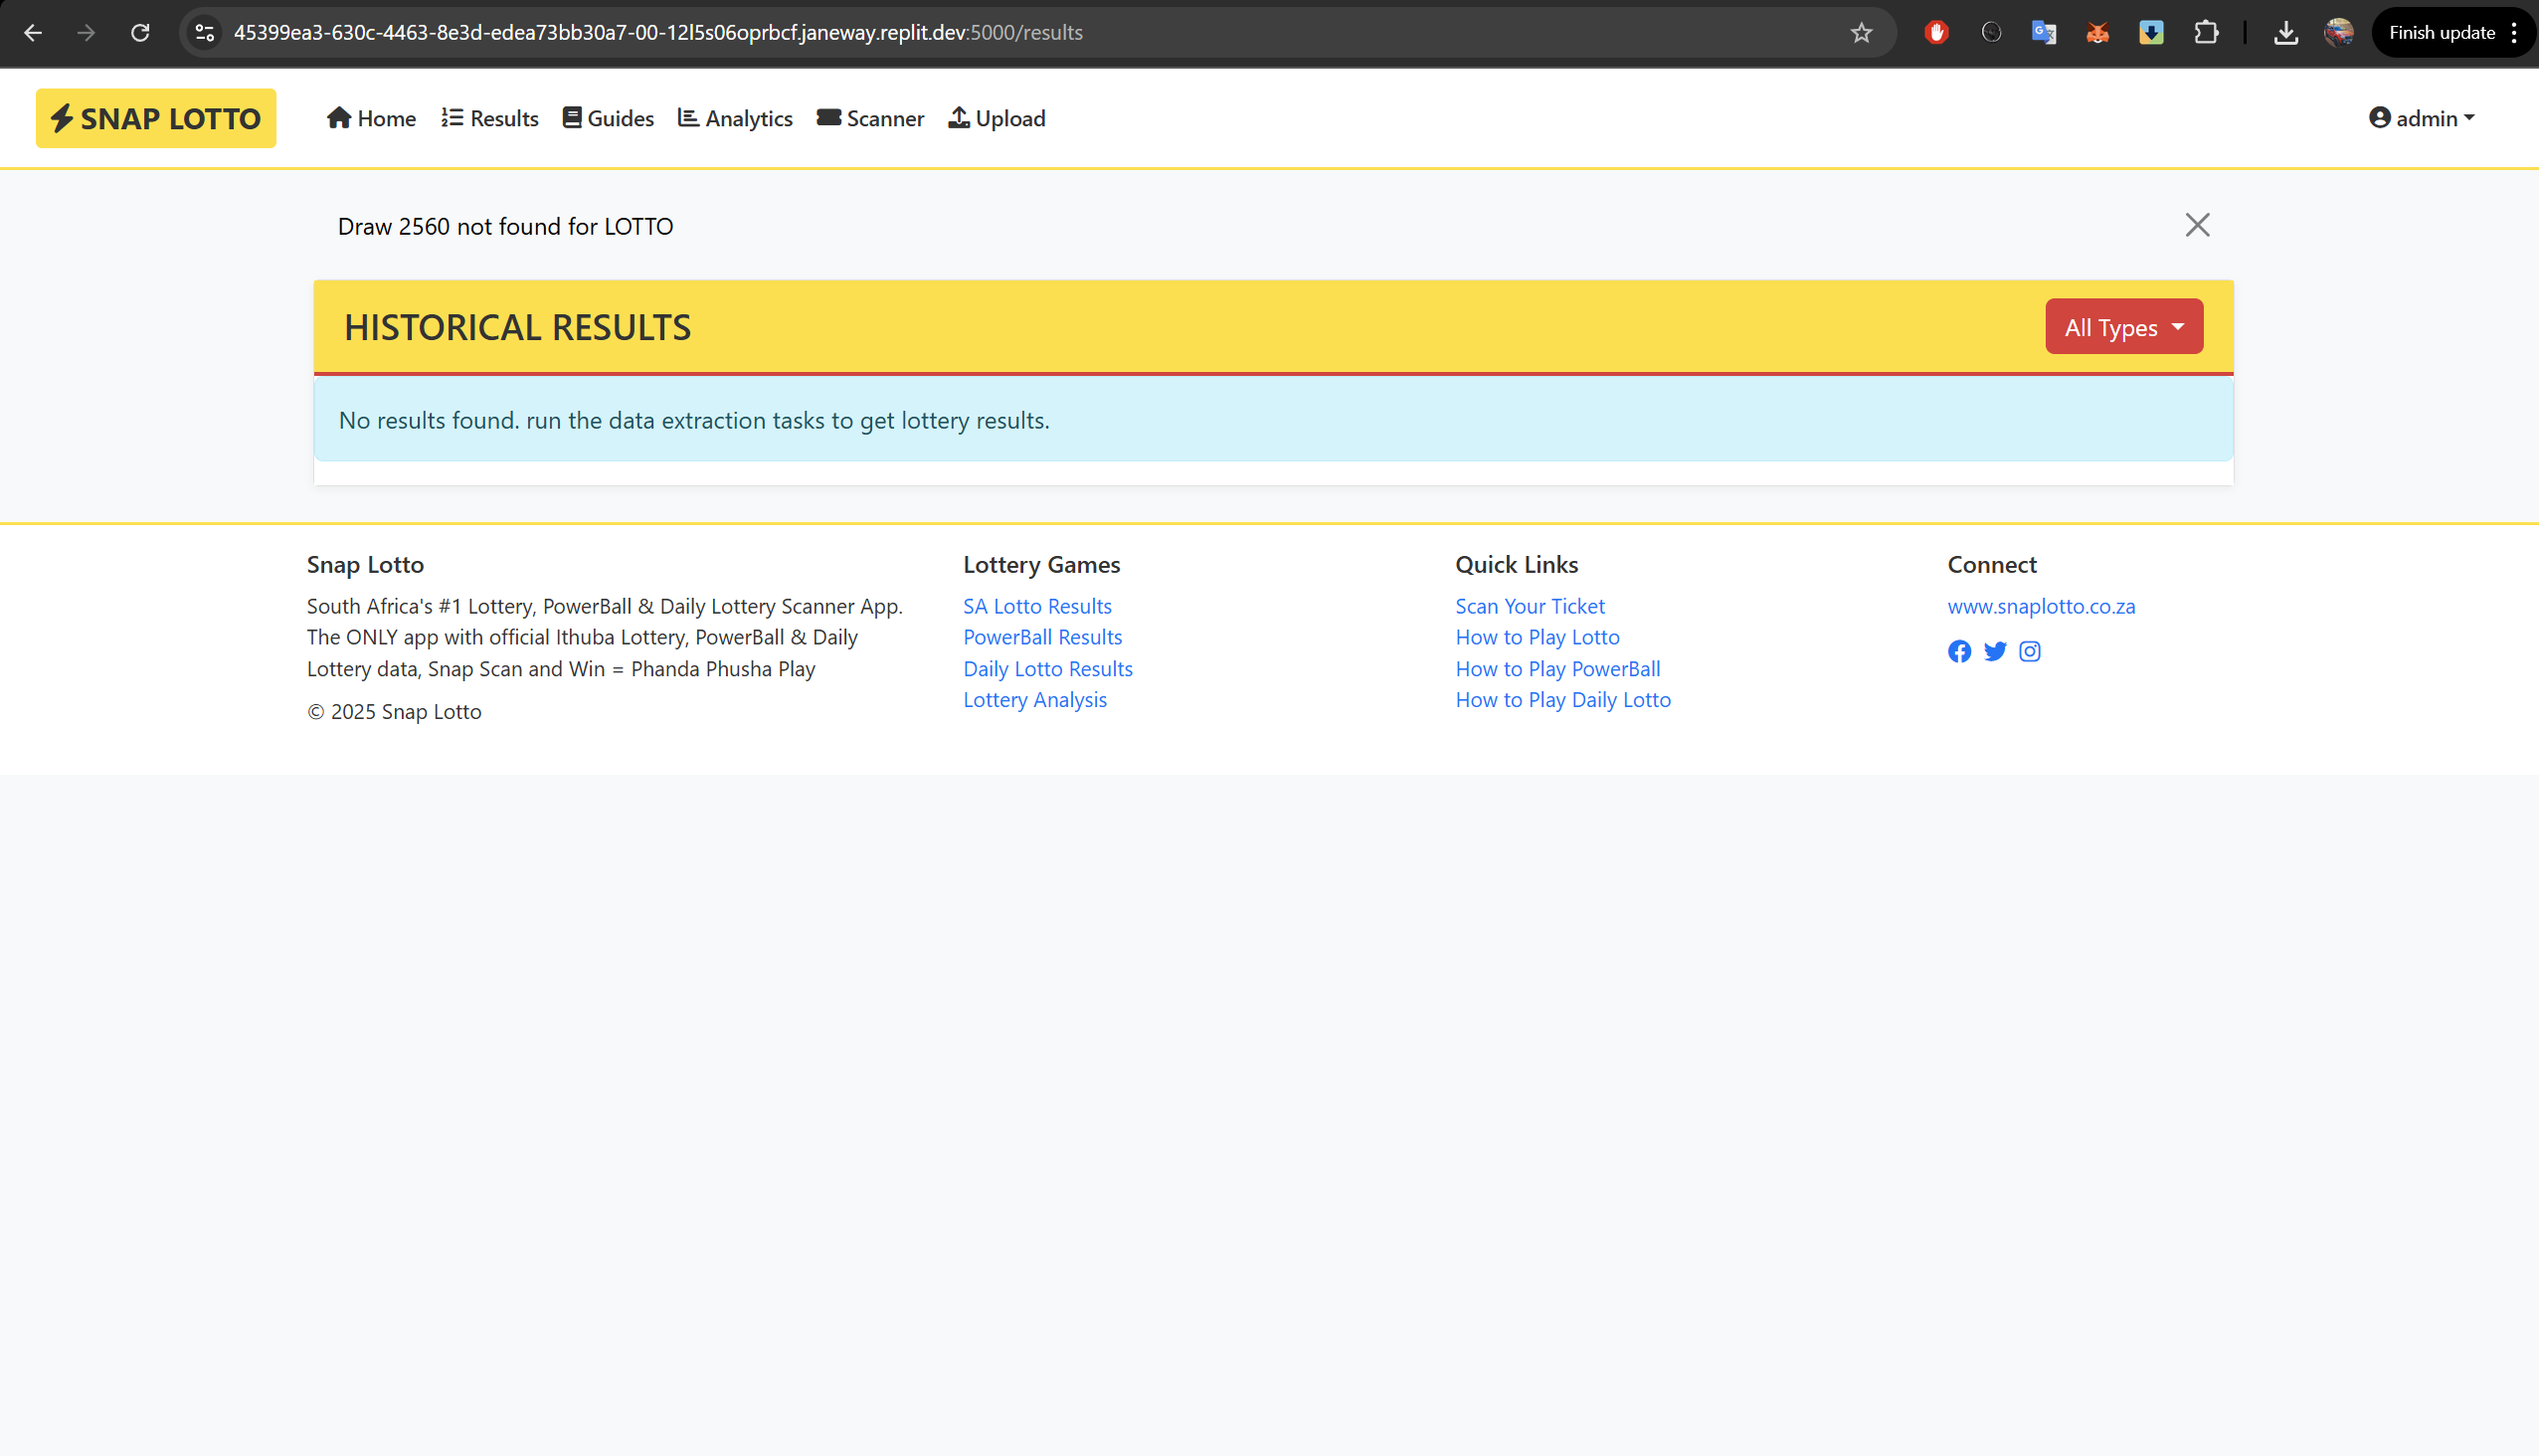 45399ea3-630c-4463-8e3d-edea73bb30a7-00-12l5s06oprbcf.janeway.replit.dev:5000/results
Finish update
SNAP LOTTO
Home
Results
Guides
Analytics
Scanner
Upload
admin
Draw 2560 not found for LOTTO
HISTORICAL RESULTS
All Types
No results found. run the data extraction tasks to get lottery results.
Snap Lotto
South Africa's #1 Lottery, PowerBall & Daily Lottery Scanner App.
The ONLY app with official Ithuba Lottery, PowerBall & Daily
Lottery data, Snap Scan and Win = Phanda Phusha Play
© 2025 Snap Lotto
Lottery Games
SA Lotto Results
PowerBall Results
Daily Lotto Results
Lottery Analysis
Quick Links
Scan Your Ticket
How to Play Lotto
How to Play PowerBall
How to Play Daily Lotto
Connect
www.snaplotto.co.za